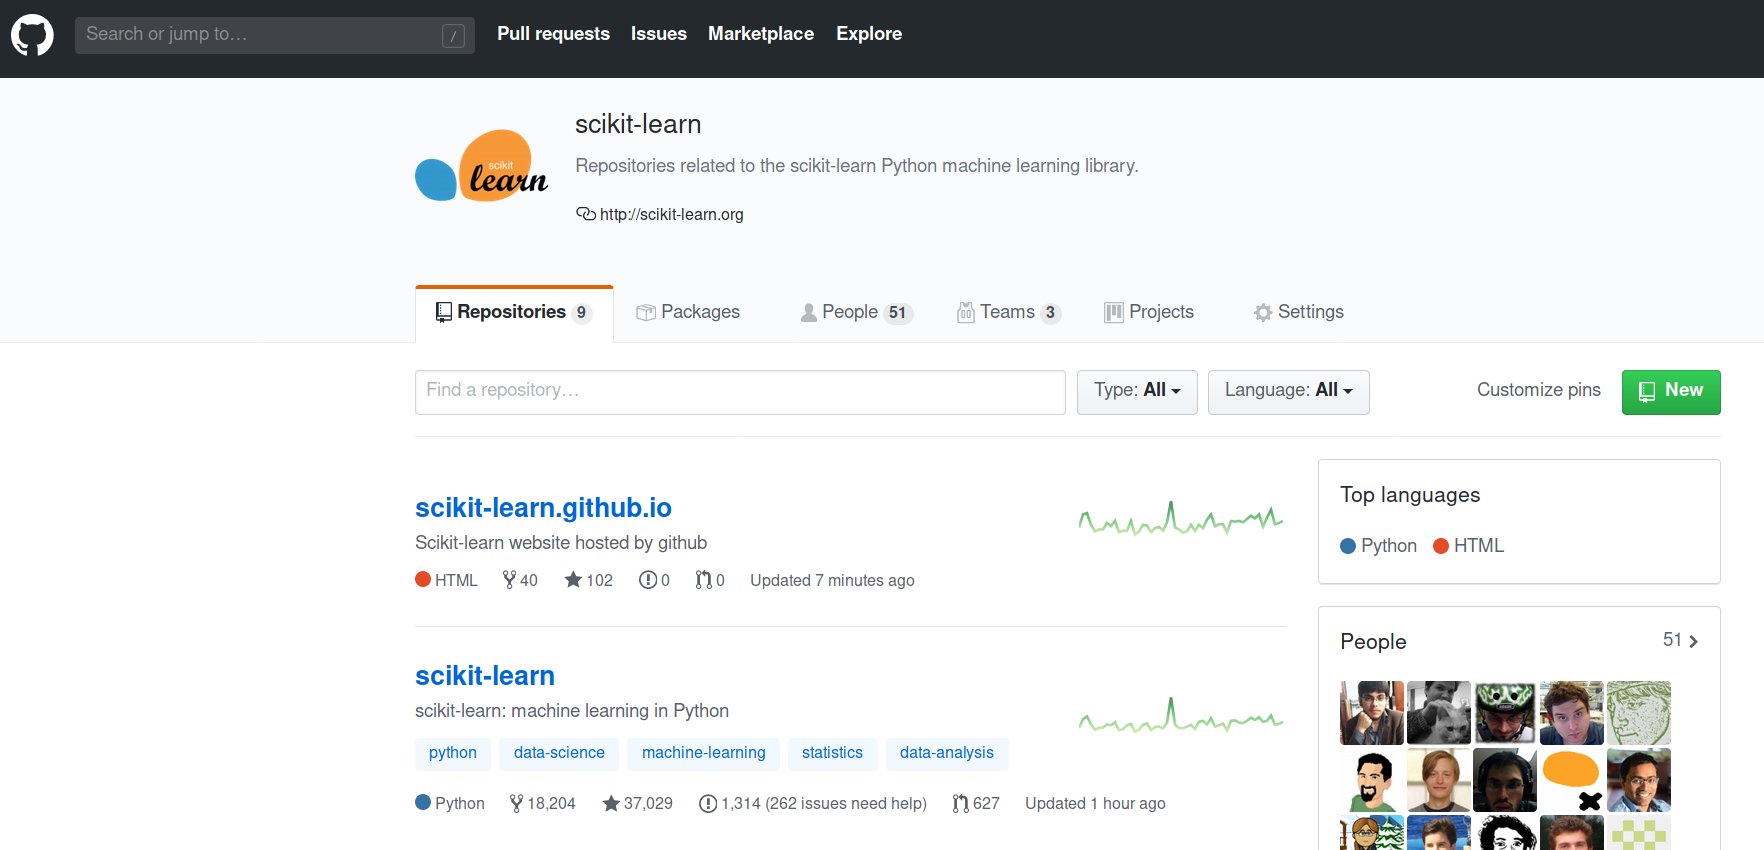 Search or jump to… /
Pull requests Issues Marketplace Explore
scikit-learn
Repositories related to the scikit-learn Python machine learning library.
scikit
learn
http://scikit-learn.org
Repositories 9 Packages People 51 Teams 3 Projects Settings
Find a repository… Type: All Language: All Customize pins New
scikit-learn.github.io
Scikit-learn website hosted by github
HTML 40 102 0 0 Updated 7 minutes ago
scikit-learn
scikit-learn: machine learning in Python
python data-science machine-learning statistics data-analysis
Python 18,204 37,029 1,314 (262 issues need help) 627 Updated 1 hour ago
Top languages
Python HTML
People 51